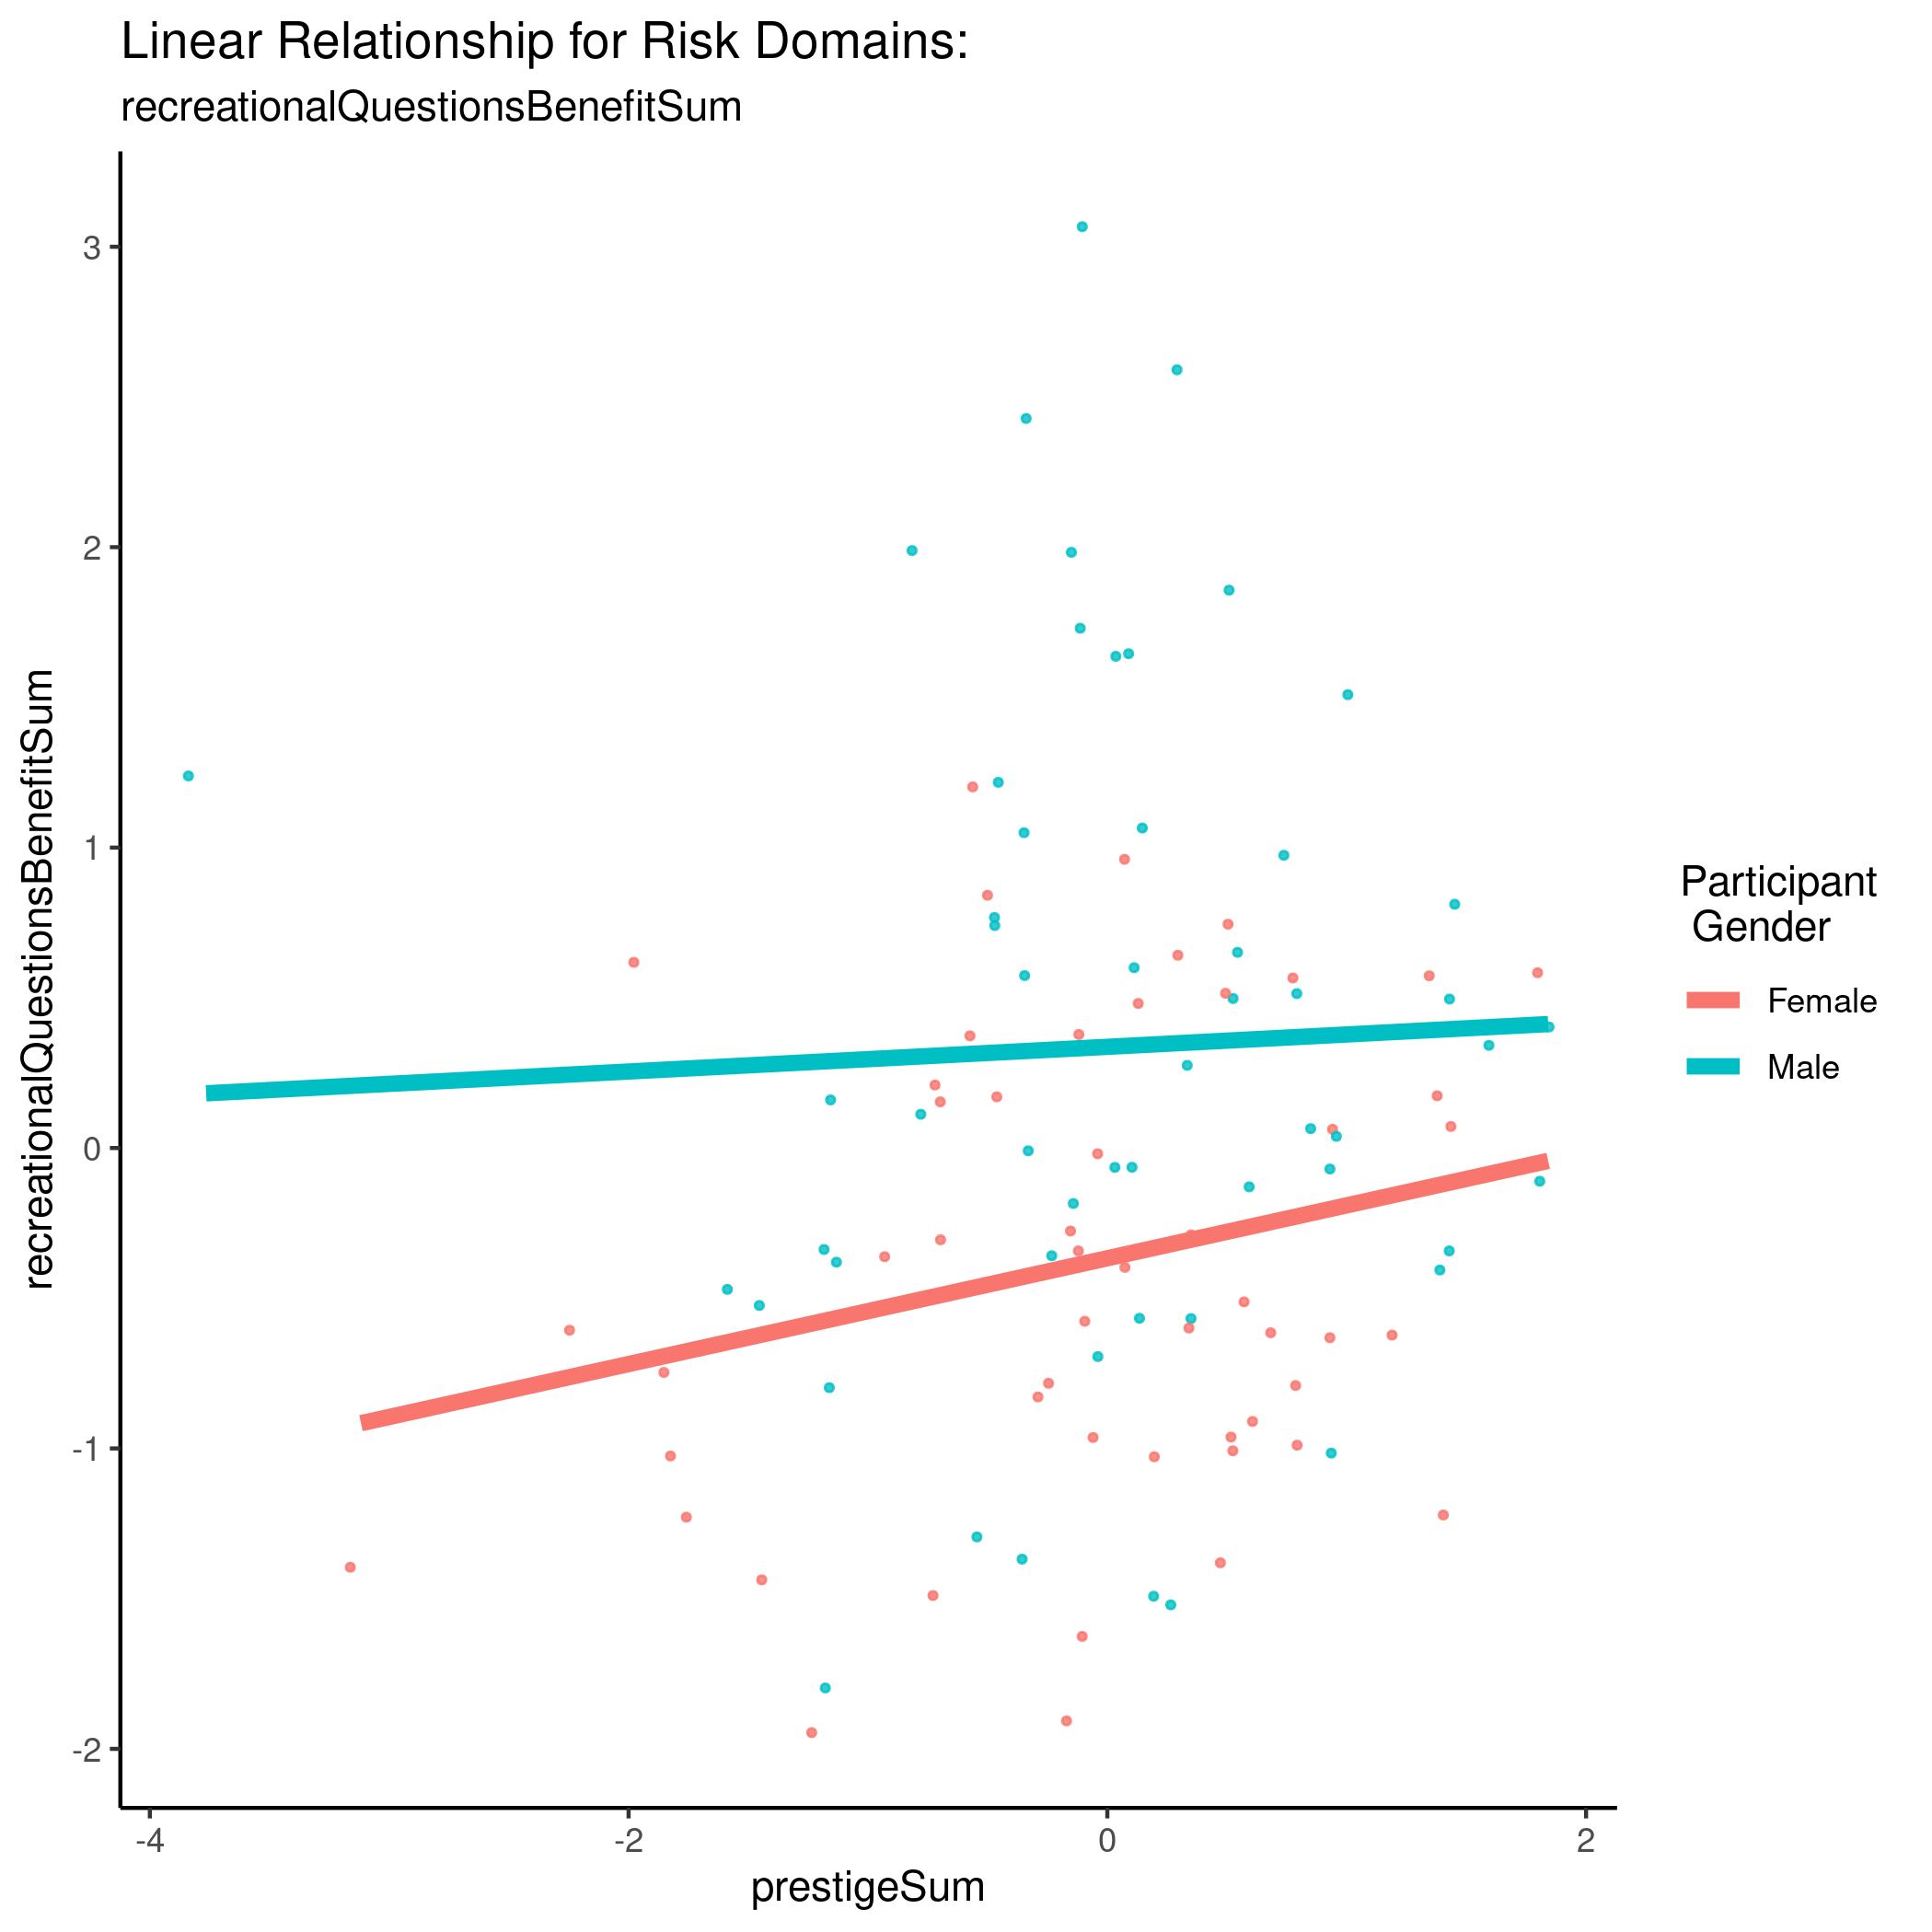 Linear Relationship for Risk Domains:
recreationalQuestionsBenefitSum
recreationalQuestionsBenefitSum
3
2
1
0
-1
-2
-4
-2
0
2
prestigeSum
Participant
Gender
Female
Male